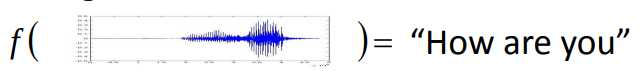 f( )= “How are you”